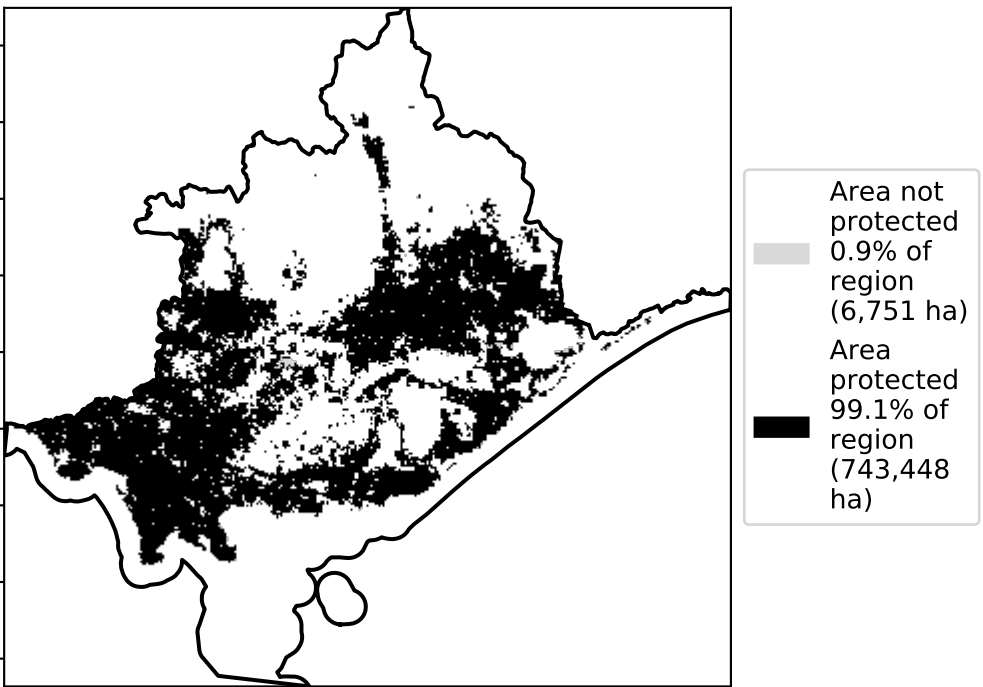 Area not
protected
0.9% of
region
(6,751 ha)
Area
protected
99.1% of
region
(743,448
ha)